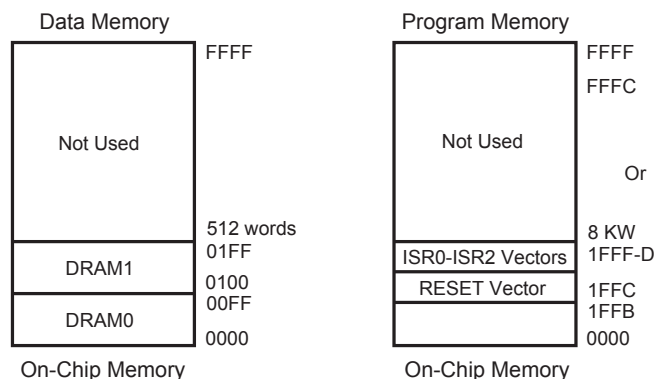 Data Memory
FFFF
Not Used
512 words
01FF
DRAM1
0100
00FF
DRAM0
0000
On-Chip Memory
Program Memory
FFFF
FFFC
Not Used
Or
8 KW
ISR0-ISR2 Vectors
1FFF-D
RESET Vector
1FFC
1FFB
0000
On-Chip Memory